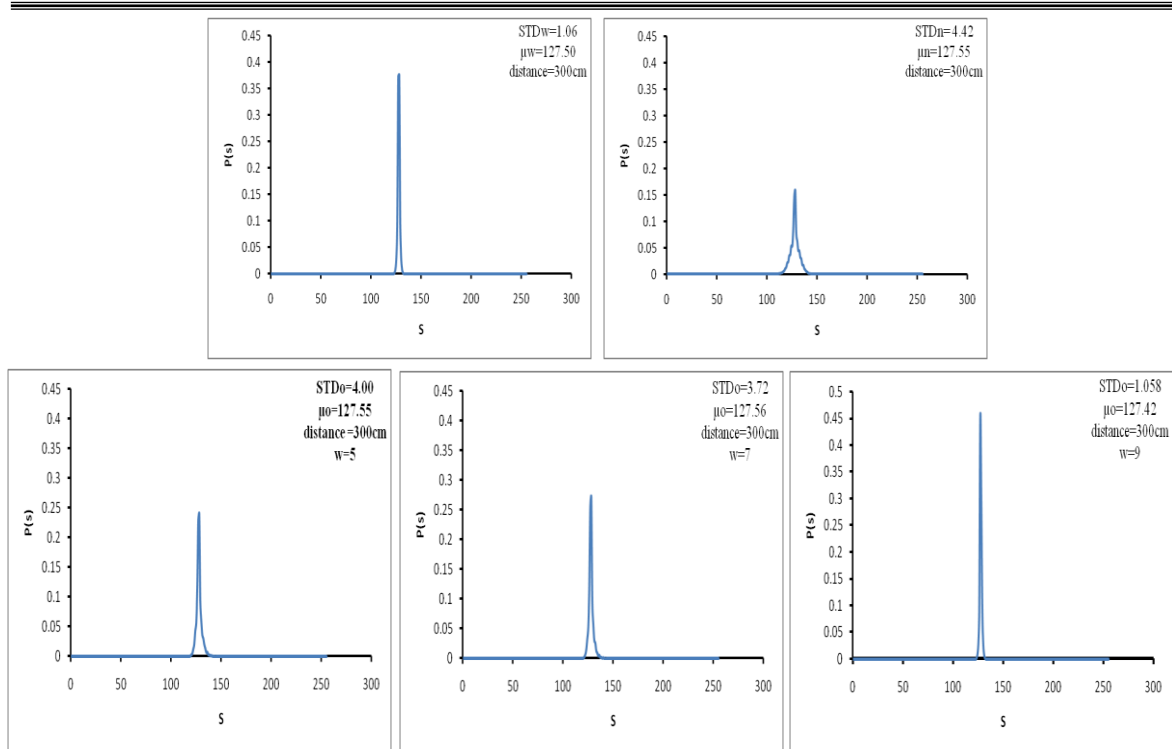 STDw=1.06
μw=127.50
distance=300cm
0.45
0.4
0.35
0.3
0.25
0.2
0.15
0.1
0.05
0
P(s)
0 50 100 150 200 250 300
S
STDn=4.42
μn=127.55
distance=300cm
0.45
0.4
0.35
0.3
0.25
0.2
0.15
0.1
0.05
0
P(s)
0 50 100 150 200 250 300
S
STDo=4.00
μo=127.55
distance =300cm
w=5
0.45
0.4
0.35
0.3
0.25
0.2
0.15
0.1
0.05
0
P(s)
0 50 100 150 200 250 300
S
STDo=3.72
μo=127.56
distance=300cm
w=7
0.45
0.4
0.35
0.3
0.25
0.2
0.15
0.1
0.05
0
P(s)
0 50 100 150 200 250 300
S
STDo=1.058
μo=127.42
distance=300cm
w=9
0.5
0.45
0.4
0.35
0.3
0.25
0.2
0.15
0.1
0.05
0
P(s)
0 50 100 150 200 250 300
S